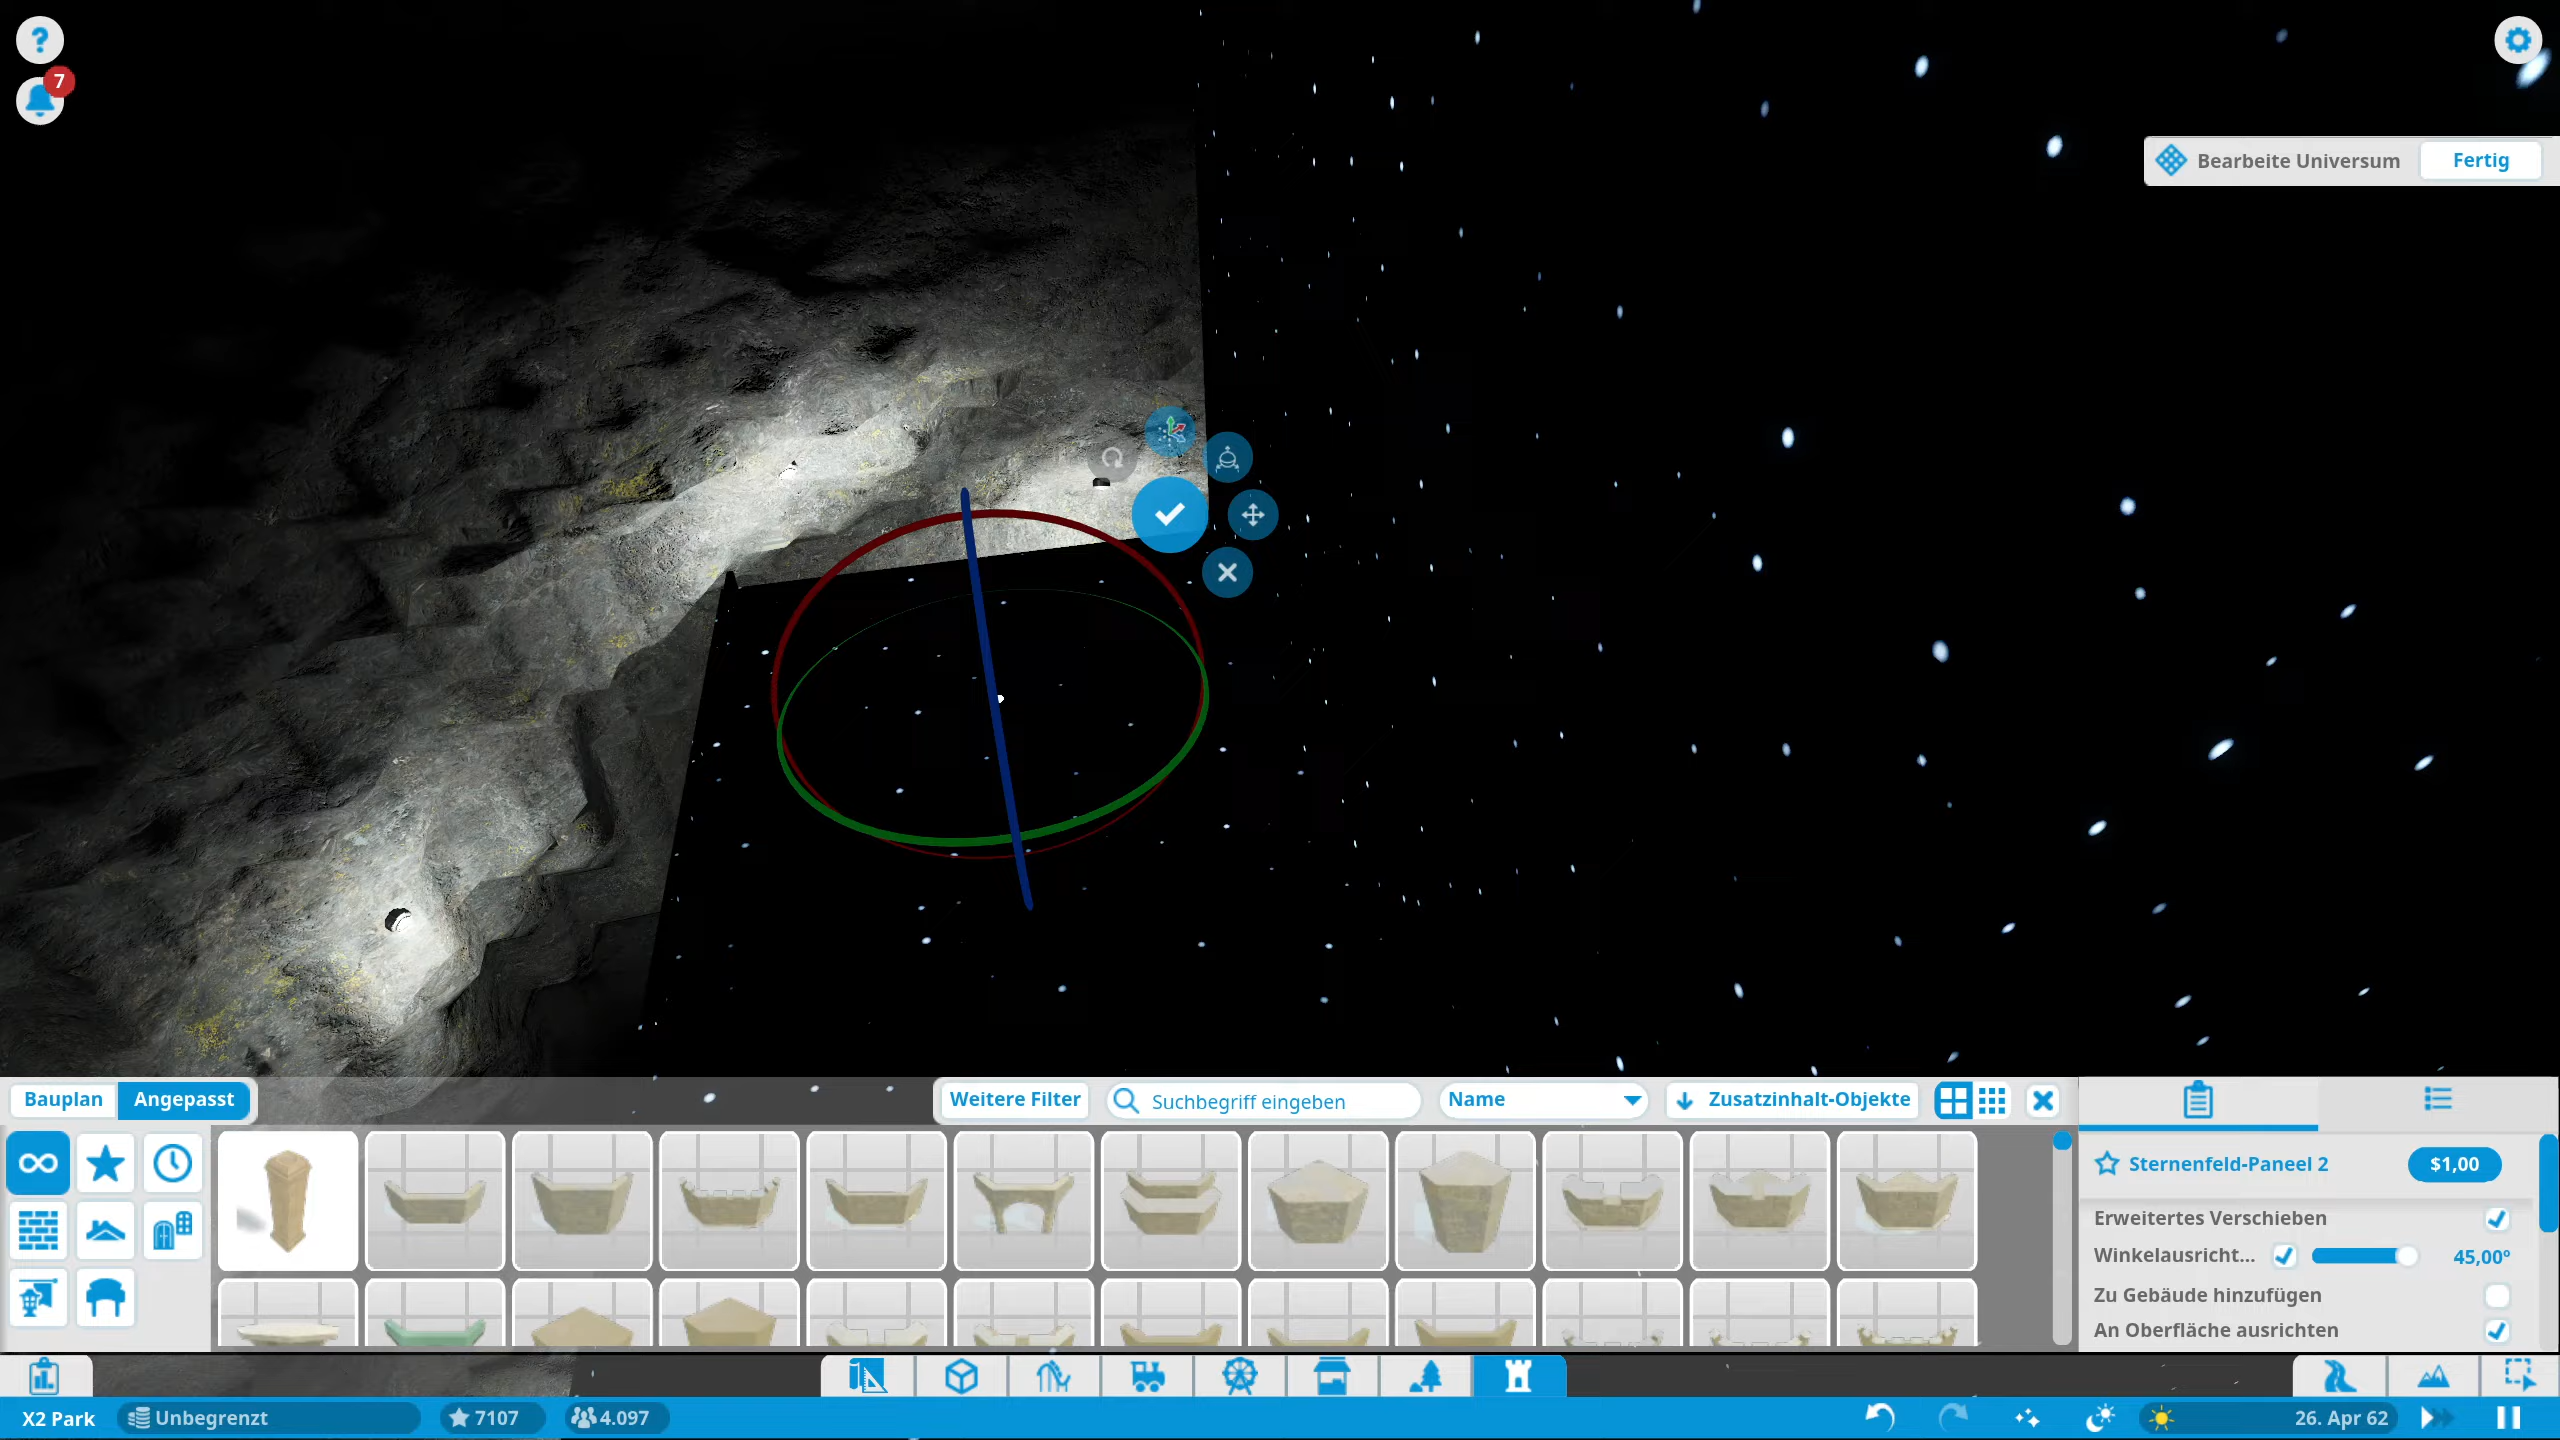 7
Bearbeite Universum
Fertig
Bauplan
Angepasst
Weitere Filter
Suchbegriff eingeben
Name
Zusatzinhalt-Objekte
Sternenfeld-Paneel 2
$1,00
Erweitertes Verschieben
Winkelausricht...
45,00°
Zu Gebäude hinzufügen
An Oberfläche ausrichten
X2 Park
Unbegrenzt
7107
4.097
26. Apr 62